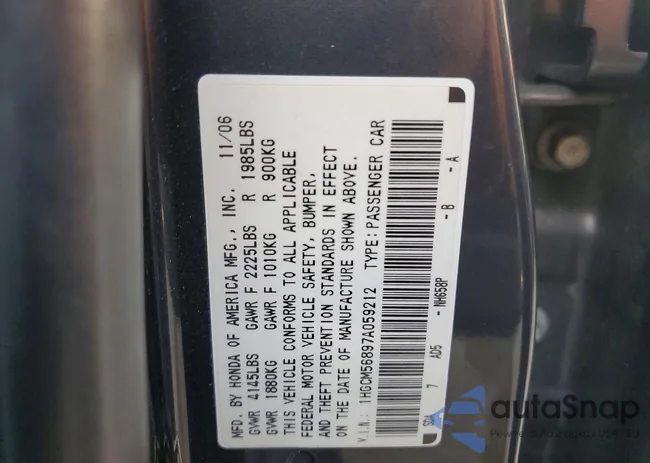 MFD. BY HONDA OF AMERICA MFG., INC. 11/06
GVWR 4145LBS GAWR F 2225LBS R 1985LBS
GVWR 1880KG GAWR F 1010KG R 900KG
THIS VEHICLE CONFORMS TO ALL APPLICABLE
FEDERAL MOTOR VEHICLE SAFETY, BUMPER,
AND THEFT PREVENTION STANDARDS IN EFFECT
ON THE DATE OF MANUFACTURE SHOWN ABOVE.
V.I.N.: 1HGCM56897A059212 TYPE: PASSENGER CAR
SDA 7 A05 - NH658P - B - A
autoSnap